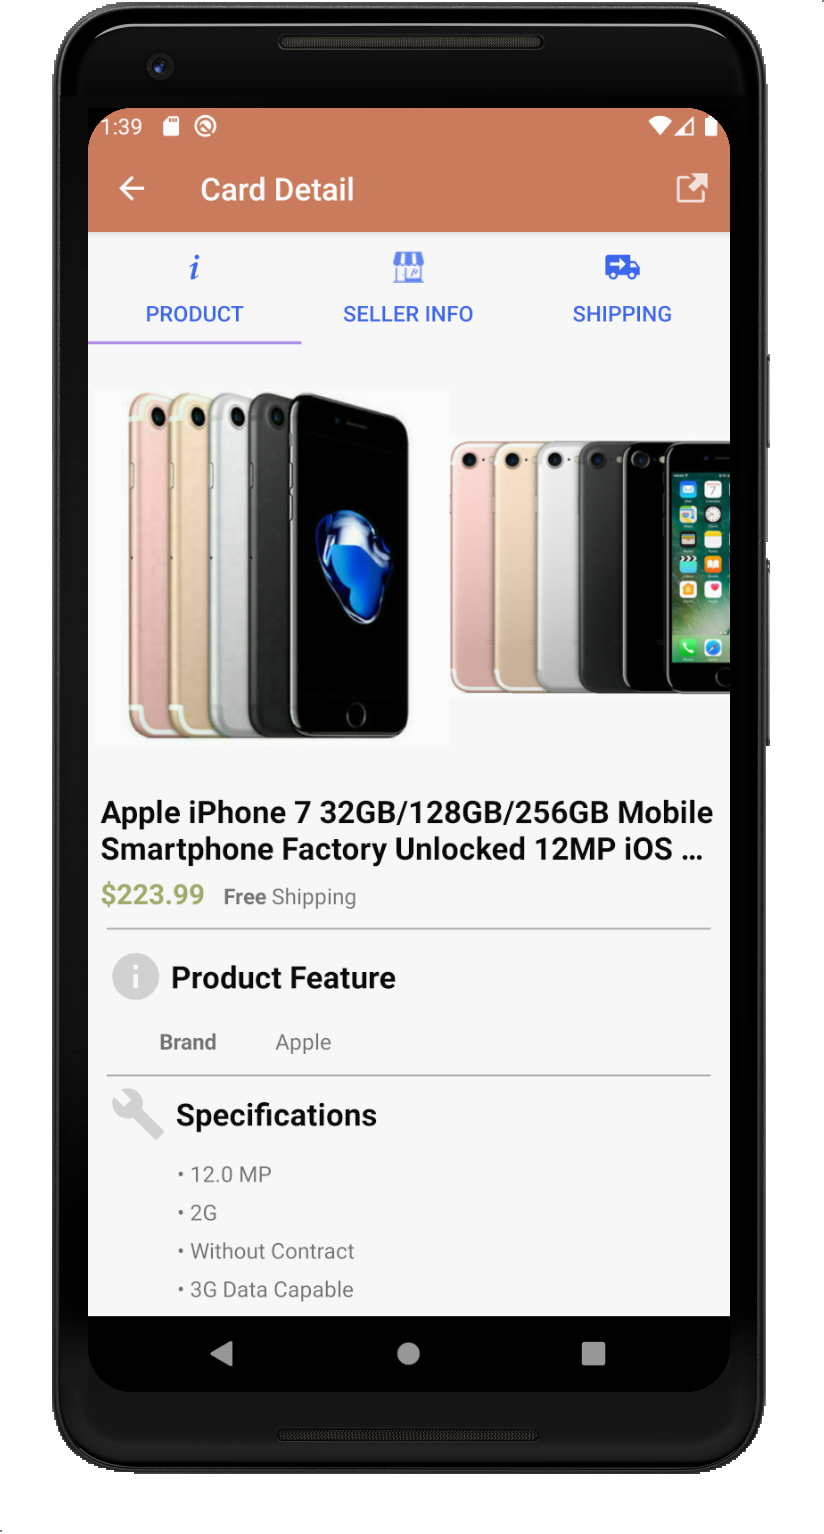 1:39
Card Detail
PRODUCT
SELLER INFO
SHIPPING
Apple iPhone 7 32GB/128GB/256GB Mobile
Smartphone Factory Unlocked 12MP iOS ...
$223.99 Free Shipping
Product Feature
Brand Apple
Specifications
• 12.0 MP
• 2G
• Without Contract
• 3G Data Capable